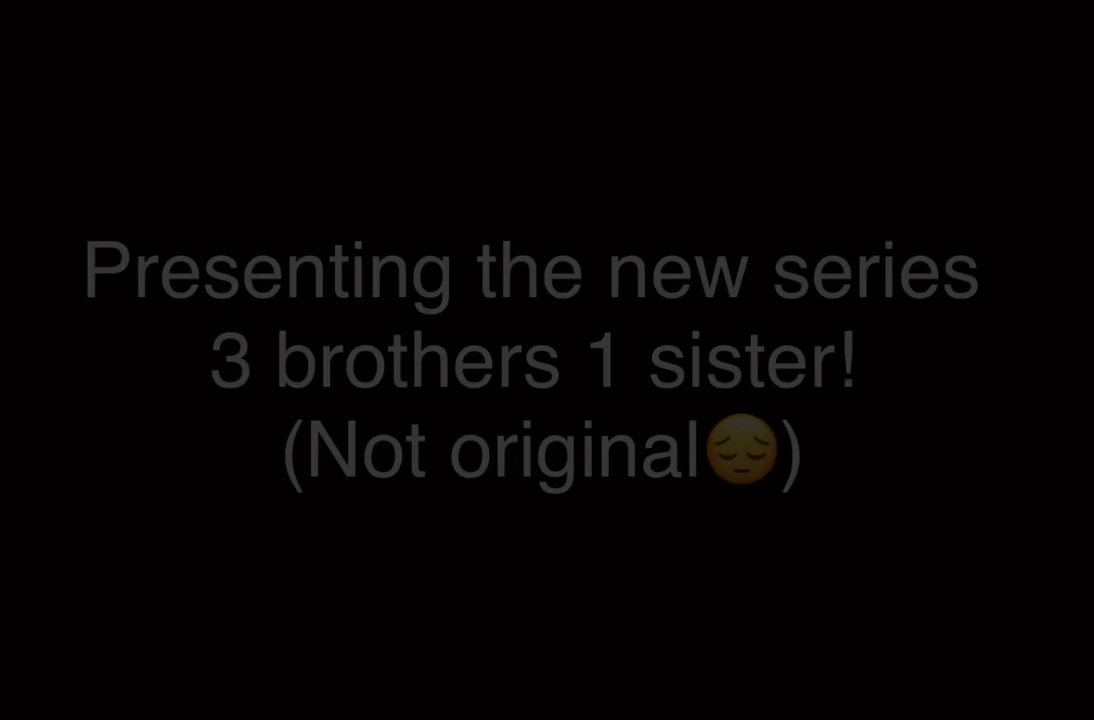 Presenting the new series
3 brothers 1 sister!
(Not original😔)